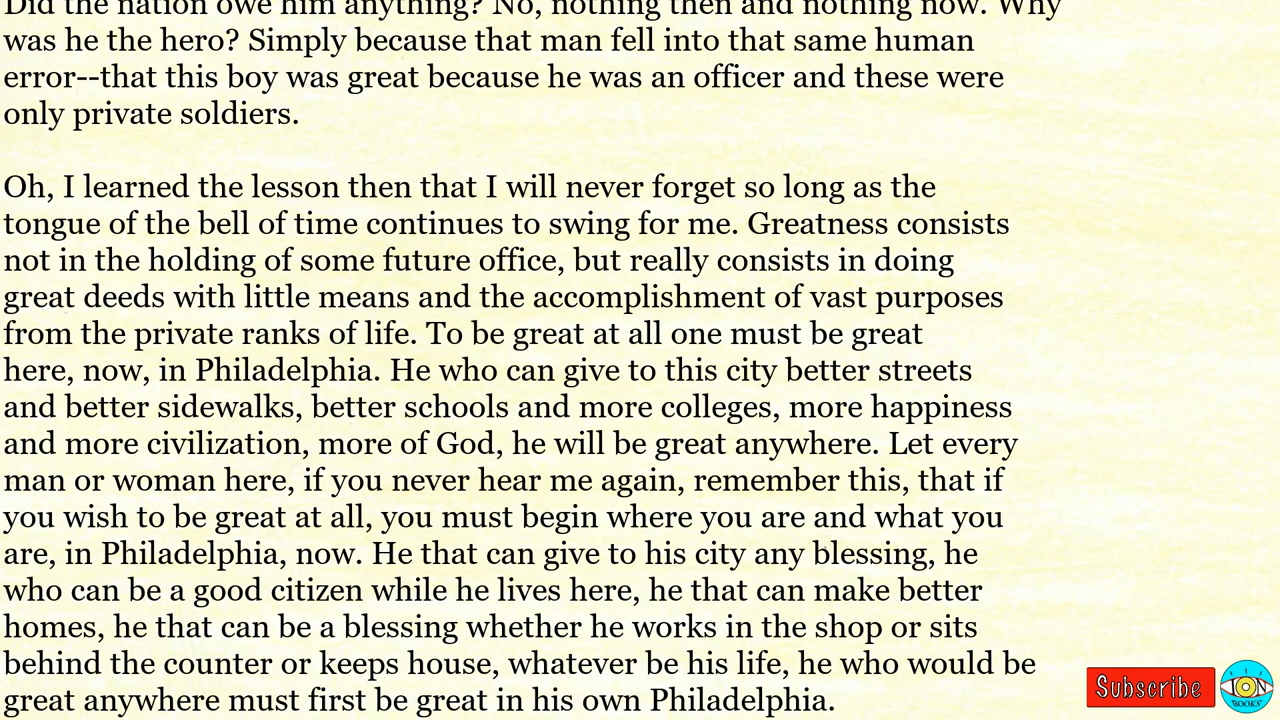 Did the nation owe him anything? No, nothing then and nothing now. Why
was he the hero? Simply because that man fell into that same human
error--that this boy was great because he was an officer and these were
only private soldiers.
Oh, I learned the lesson then that I will never forget so long as the
tongue of the bell of time continues to swing for me. Greatness consists
not in the holding of some future office, but really consists in doing
great deeds with little means and the accomplishment of vast purposes
from the private ranks of life. To be great at all one must be great
here, now, in Philadelphia. He who can give to this city better streets
and better sidewalks, better schools and more colleges, more happiness
and more civilization, more of God, he will be great anywhere. Let every
man or woman here, if you never hear me again, remember this, that if
you wish to be great at all, you must begin where you are and what you
are, in Philadelphia, now. He that can give to his city any blessing, he
who can be a good citizen while he lives here, he that can make better
homes, he that can be a blessing whether he works in the shop or sits
behind the counter or keeps house, whatever be his life, he who would be
great anywhere must first be great in his own Philadelphia.
Subscribe
ION
BOOKS